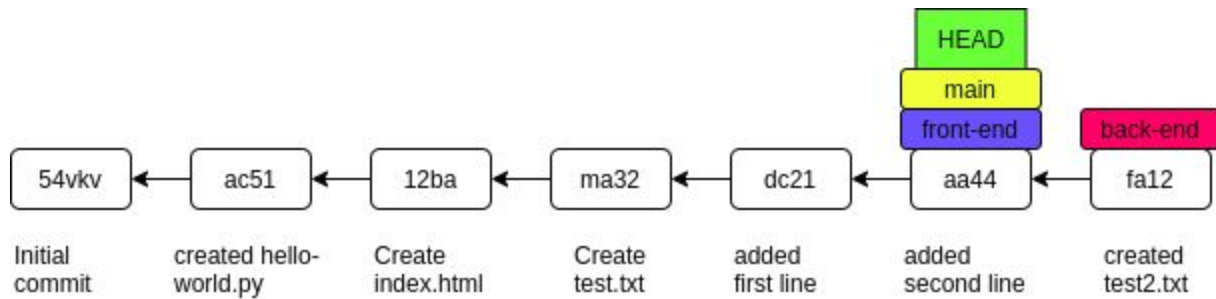 HEAD
main
front-end
back-end
54vkv
ac51
12ba
ma32
dc21
aa44
fa12
Initial
commit
created hello-
world.py
Create
index.html
Create
test.txt
added
first line
added
second line
created
test2.txt